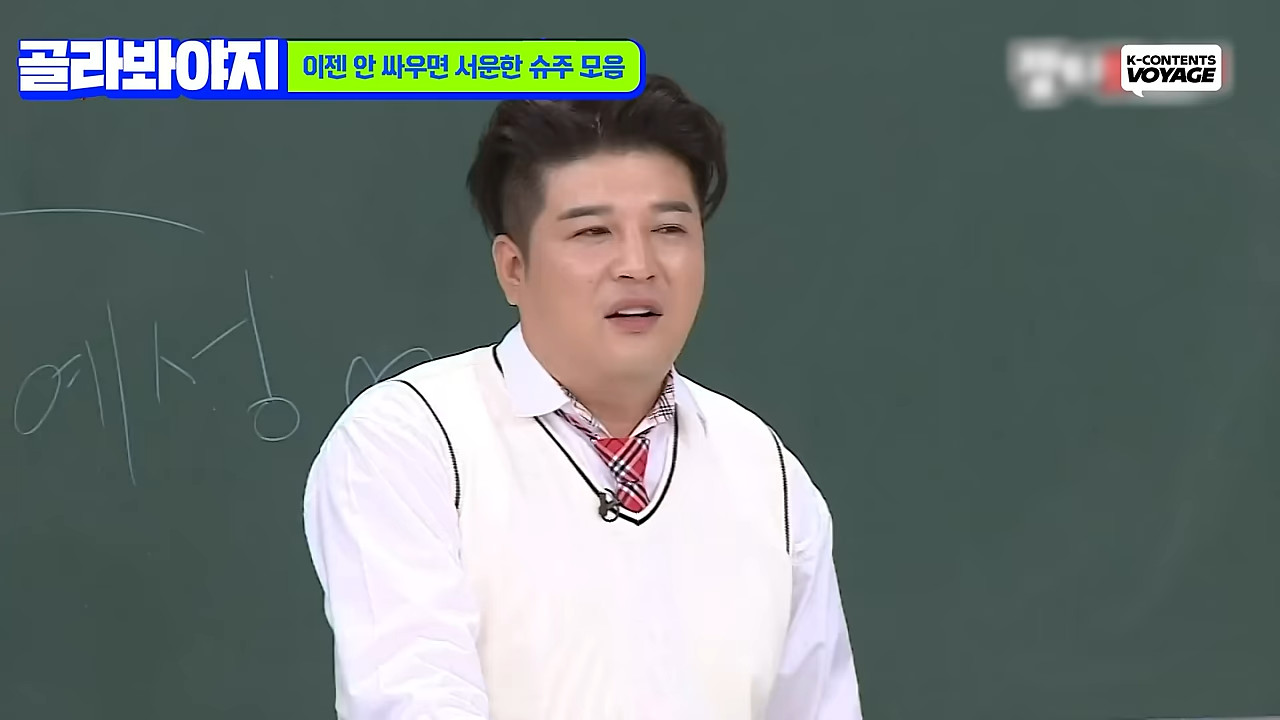 골라봐야지
이젠 안 싸우면 서운한 슈주 모음
K-CONTENTS
VOYAGE
예성